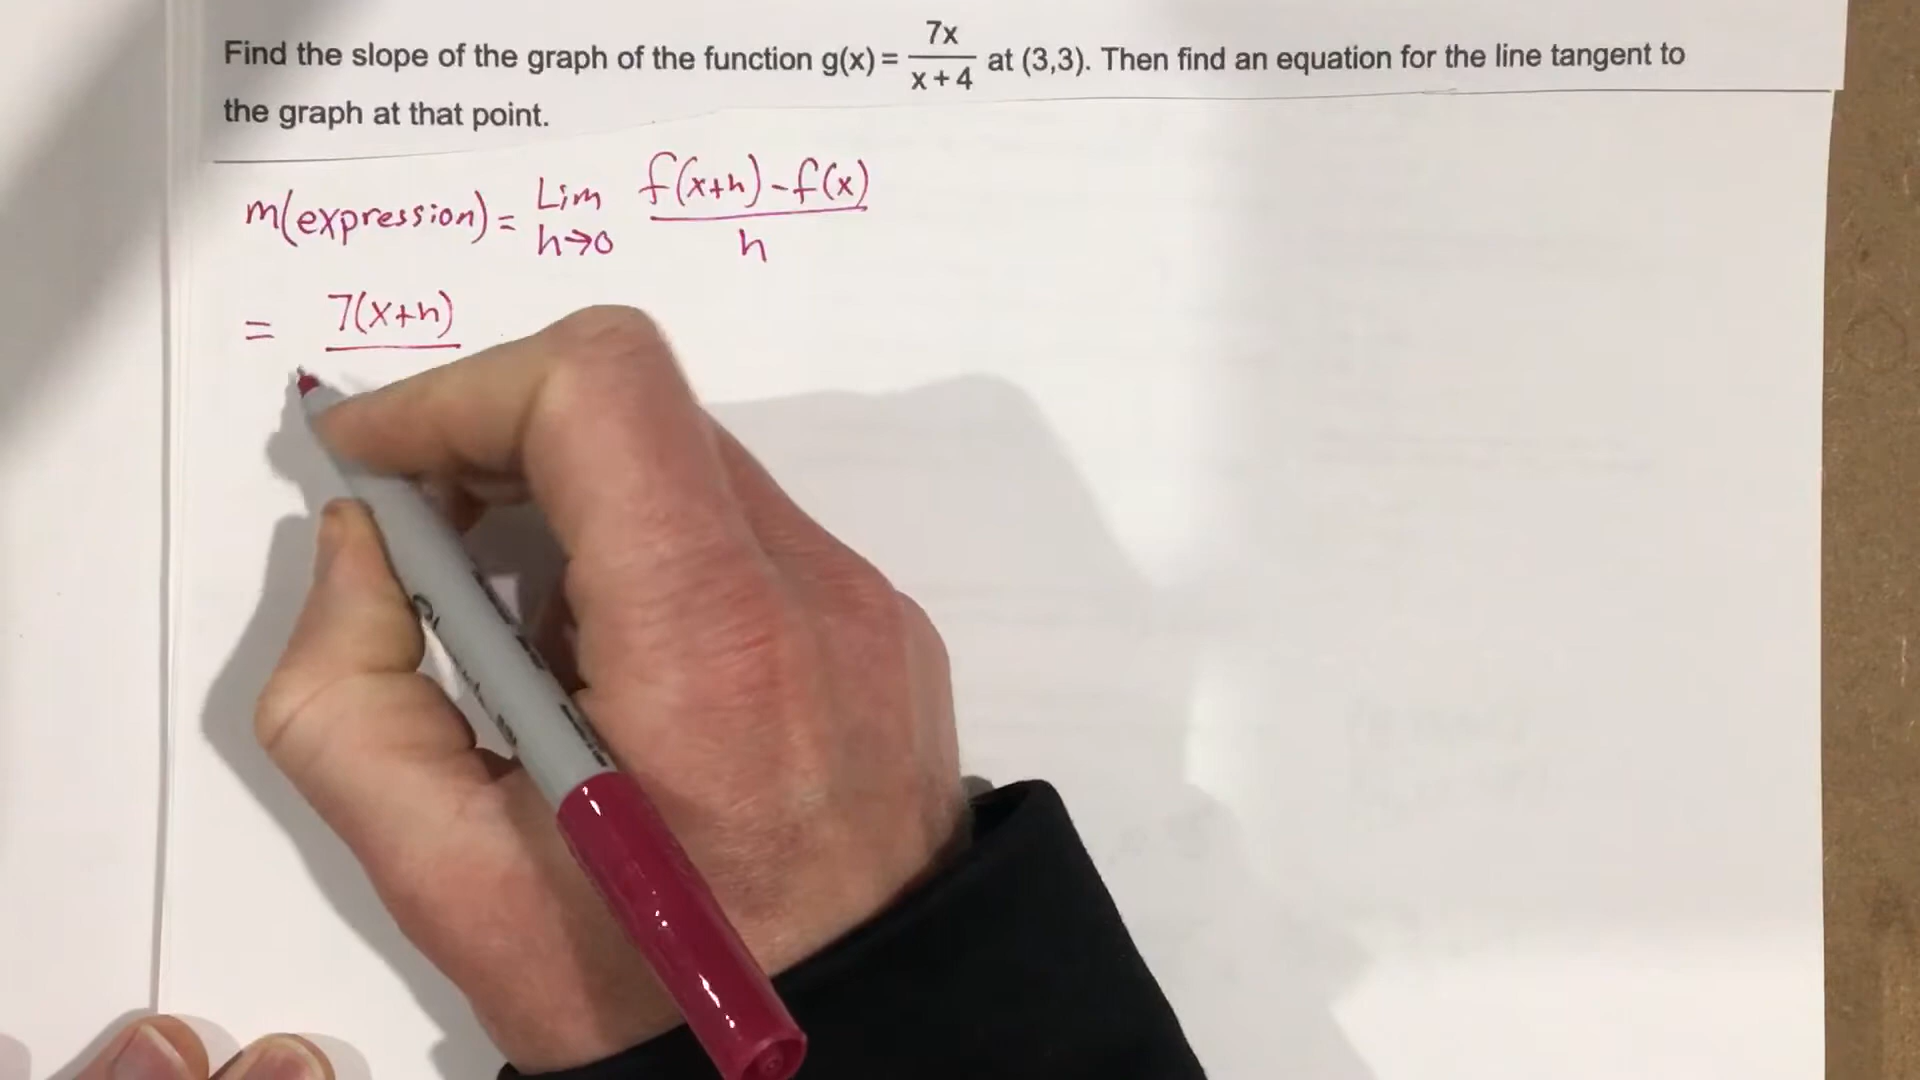 Find the slope of the graph of the function g(x) = 7x / x + 4 at (3,3). Then find an equation for the line tangent to
the graph at that point.
m(expression) = Lim h→0 f(x+h) - f(x) / h
= 7(x+h)